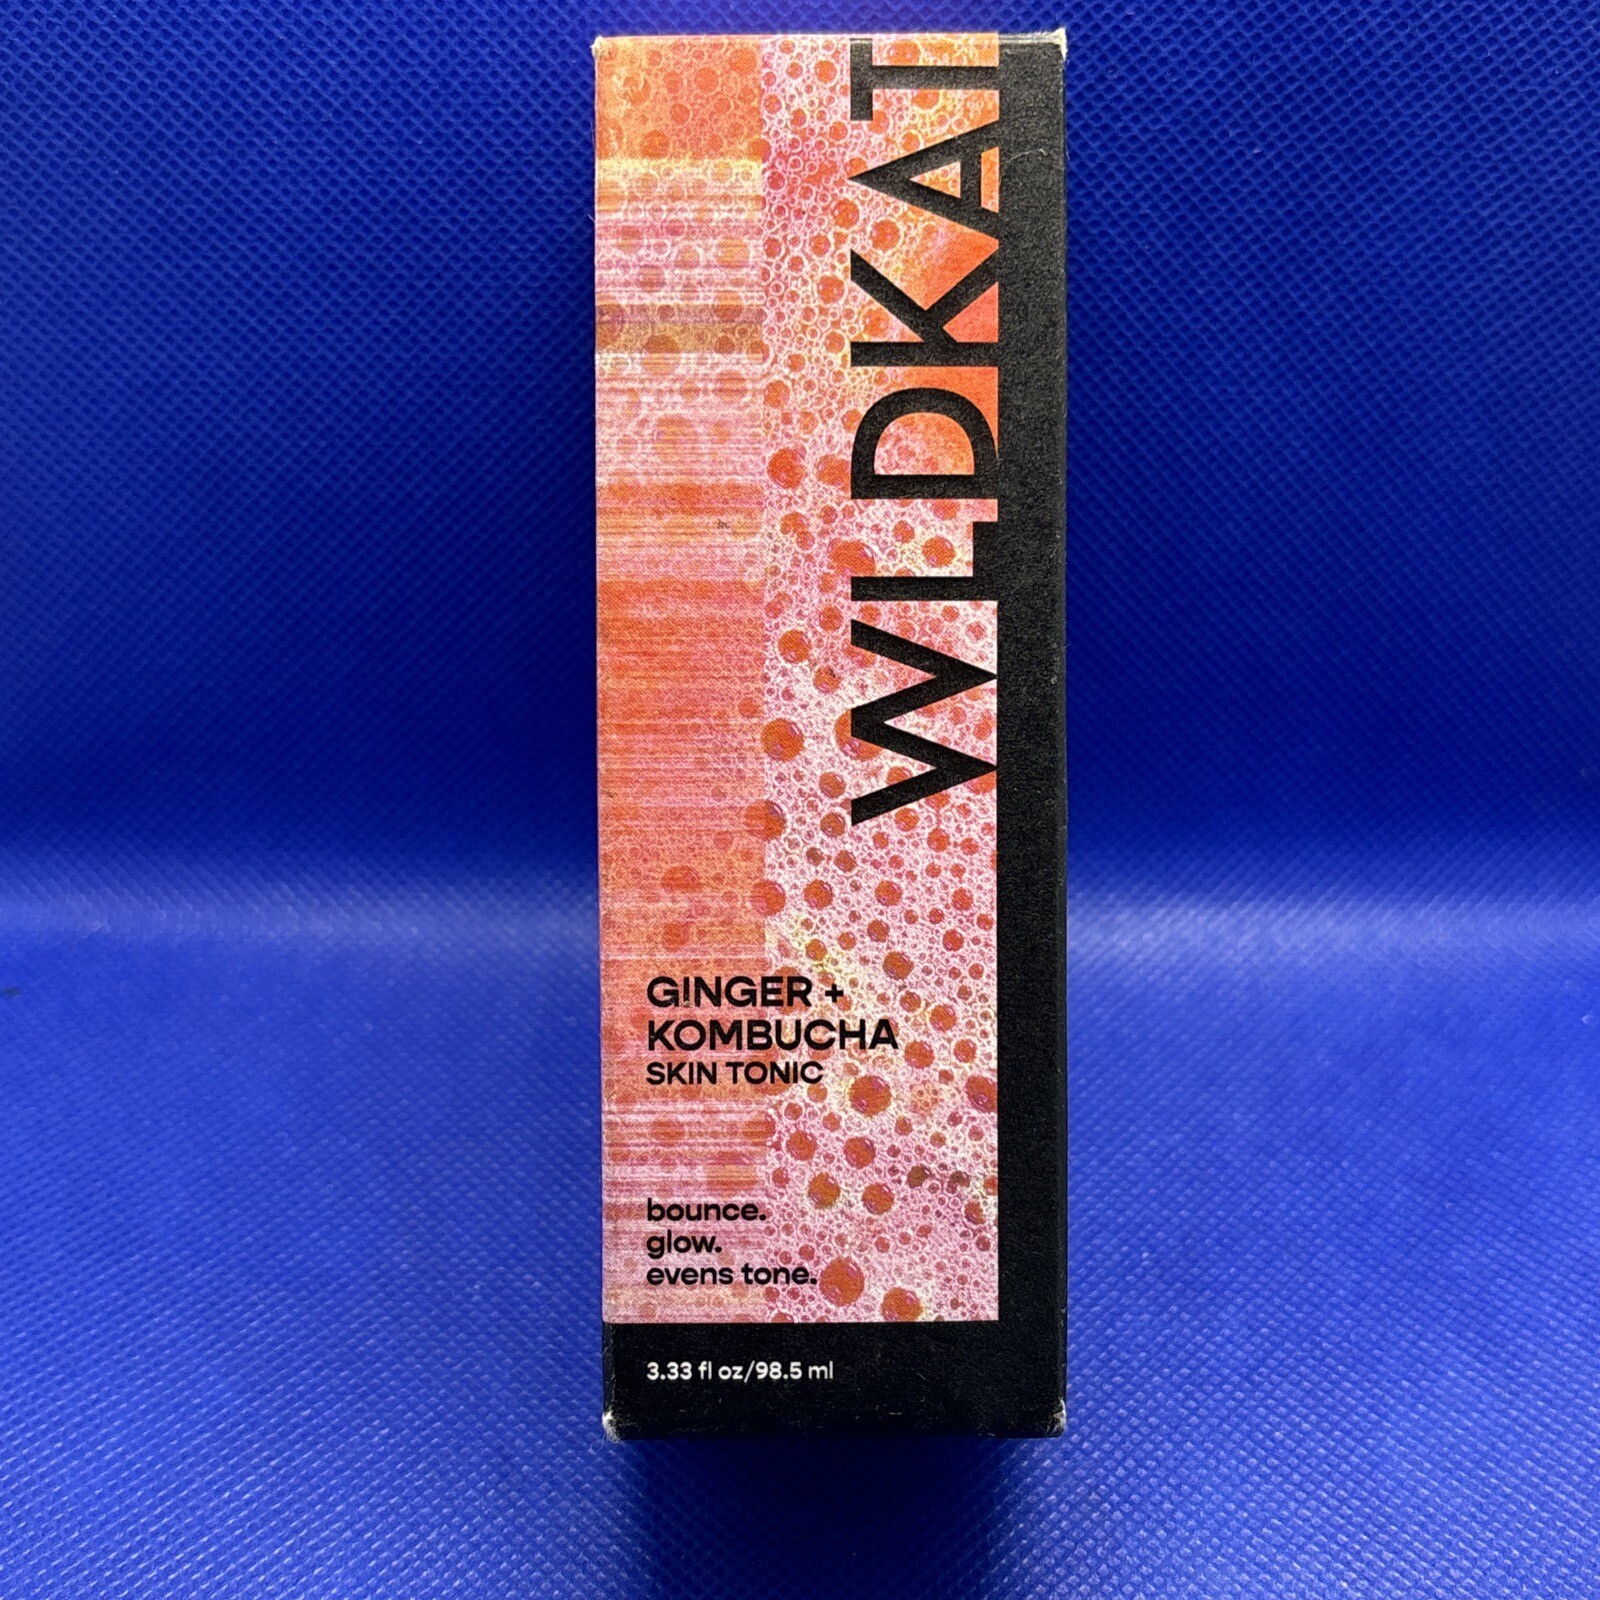 WLDKAT
GINGER +
KOMBUCHA
SKIN TONIC
bounce.
glow.
evens tone.
3.33 fl oz/98.5 ml